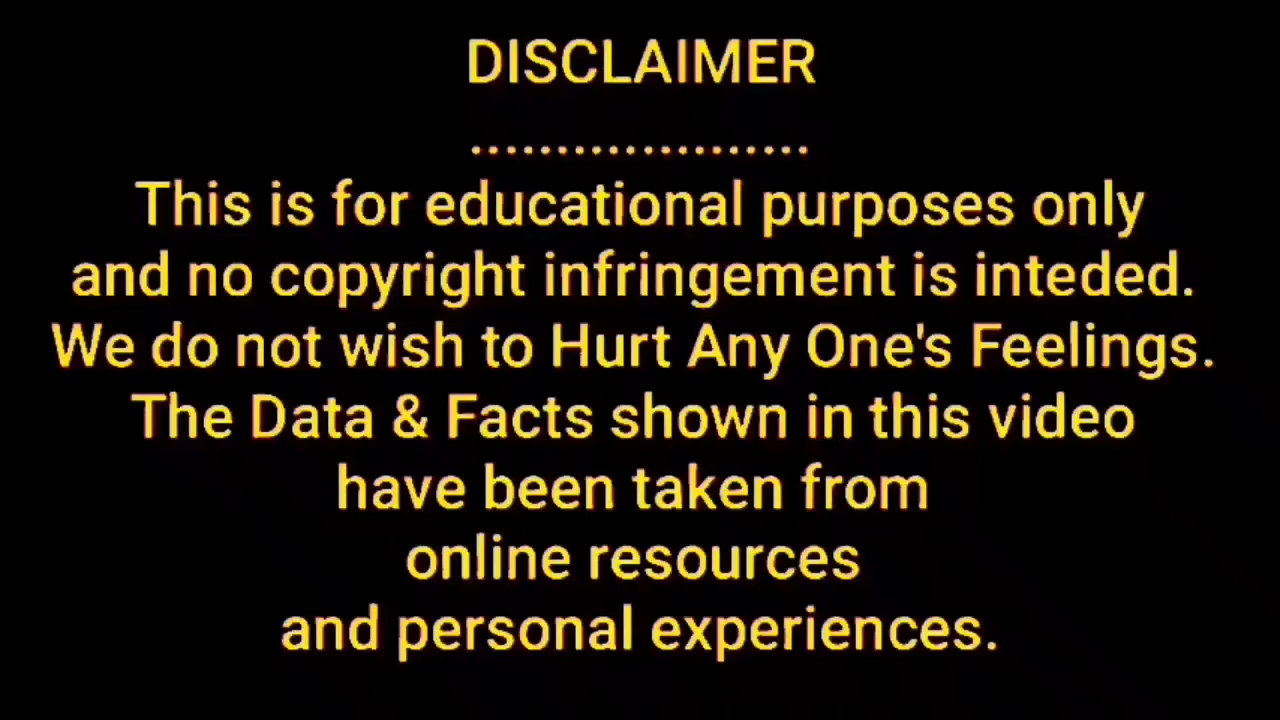 DISCLAIMER
...................
This is for educational purposes only
and no copyright infringement is inteded.
We do not wish to Hurt Any One's Feelings.
The Data & Facts shown in this video
have been taken from
online resources
and personal experiences.